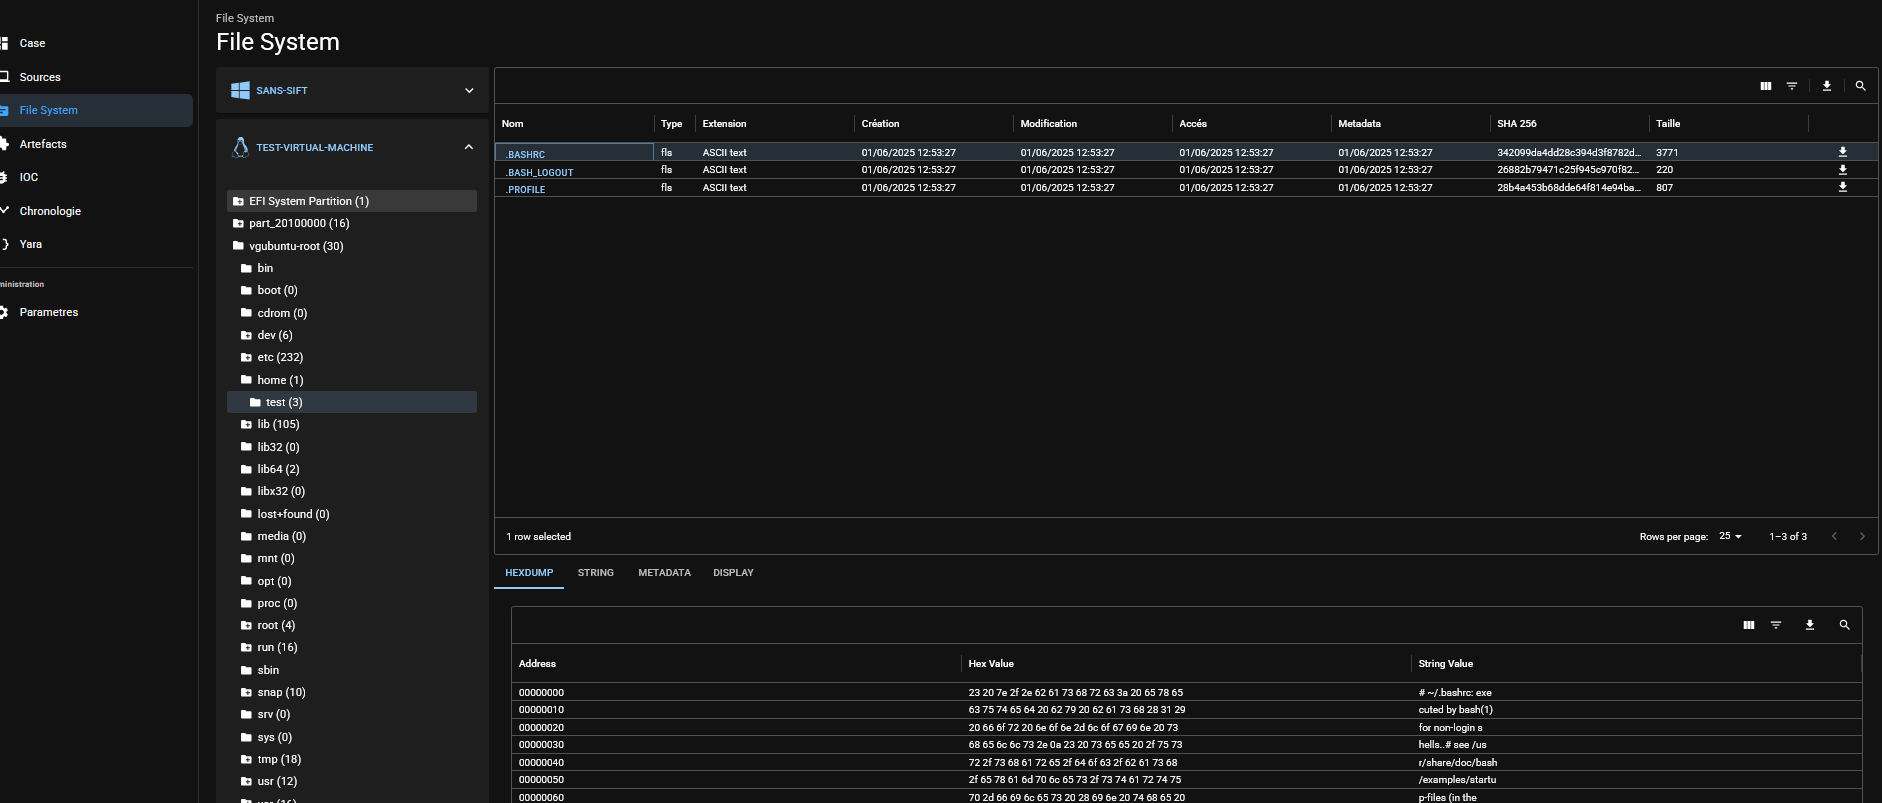 File System
File System
Case
Sources
File System
Artefacts
IOC
Chronologie
Yara
ministration
Parametres
SANS-SIFT
TEST-VIRTUAL-MACHINE
EFI System Partition (1)
part_20100000 (16)
vgubuntu-root (30)
bin
boot (0)
cdrom (0)
dev (6)
etc (232)
home (1)
test (3)
lib (105)
lib32 (0)
lib64 (2)
libx32 (0)
lost+found (0)
media (0)
mnt (0)
opt (0)
proc (0)
root (4)
run (16)
sbin
snap (10)
srv (0)
sys (0)
tmp (18)
usr (12)
var (16)
Nom Type Extension Création Modification Accés Metadata SHA 256 Taille
.BASHRC fls ASCII text 01/06/2025 12:53:27 01/06/2025 12:53:27 01/06/2025 12:53:27 01/06/2025 12:53:27 342099da4dd28c394d3f8782d... 3771
.BASH_LOGOUT fls ASCII text 01/06/2025 12:53:27 01/06/2025 12:53:27 01/06/2025 12:53:27 01/06/2025 12:53:27 26882b79471c25f945c970f82... 220
.PROFILE fls ASCII text 01/06/2025 12:53:27 01/06/2025 12:53:27 01/06/2025 12:53:27 01/06/2025 12:53:27 28b4a453b68dde64f814e94ba... 807
1 row selected
Rows per page: 25 1–3 of 3
HEXDUMP STRING METADATA DISPLAY
Address Hex Value String Value
00000000 23 20 7e 2f 2e 62 61 73 68 72 63 3a 20 65 78 65 # ~/.bashrc: exe
00000010 63 75 74 65 64 20 62 79 20 62 61 73 68 28 31 29 cuted by bash(1)
00000020 20 66 6f 72 20 6e 6f 6e 2d 6c 6f 67 69 6e 20 73 for non-login s
00000030 68 65 6c 6c 73 2e 0a 23 20 73 65 65 20 2f 75 73 hells..# see /us
00000040 72 2f 73 68 61 72 65 2f 64 6f 63 2f 62 61 73 68 r/share/doc/bash
00000050 2f 65 78 61 6d 70 6c 65 73 2f 73 74 61 72 74 75 /examples/startu
00000060 70 2d 66 69 6c 65 73 20 28 69 6e 20 74 68 65 20 p-files (in the